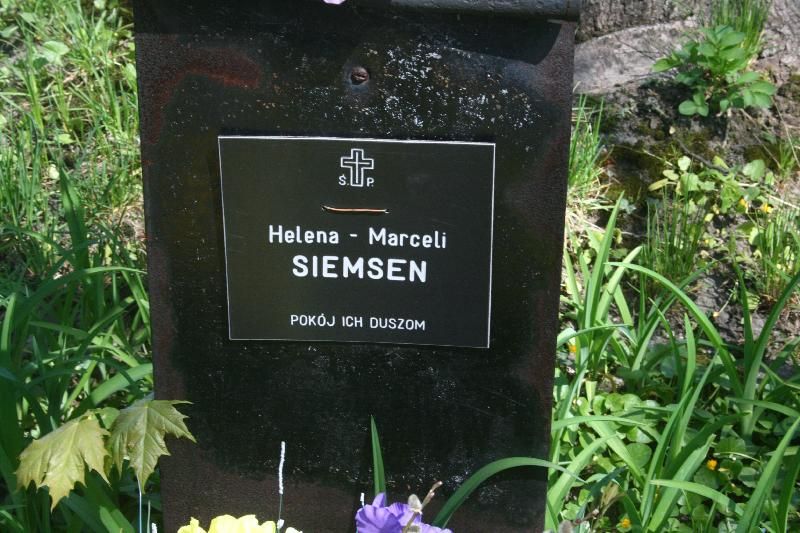 Ś. P.
Helena - Marceli
SIEMSEN
POKÓJ ICH DUSZOM